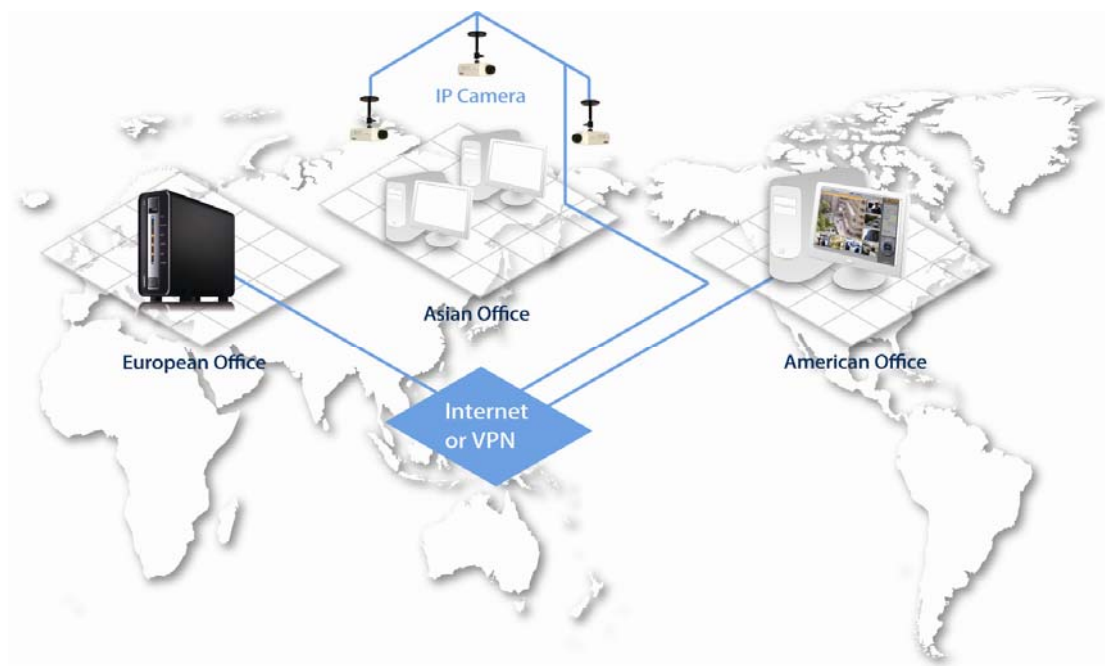 IP Camera
Asian Office
European Office
American Office
Internet
or VPN